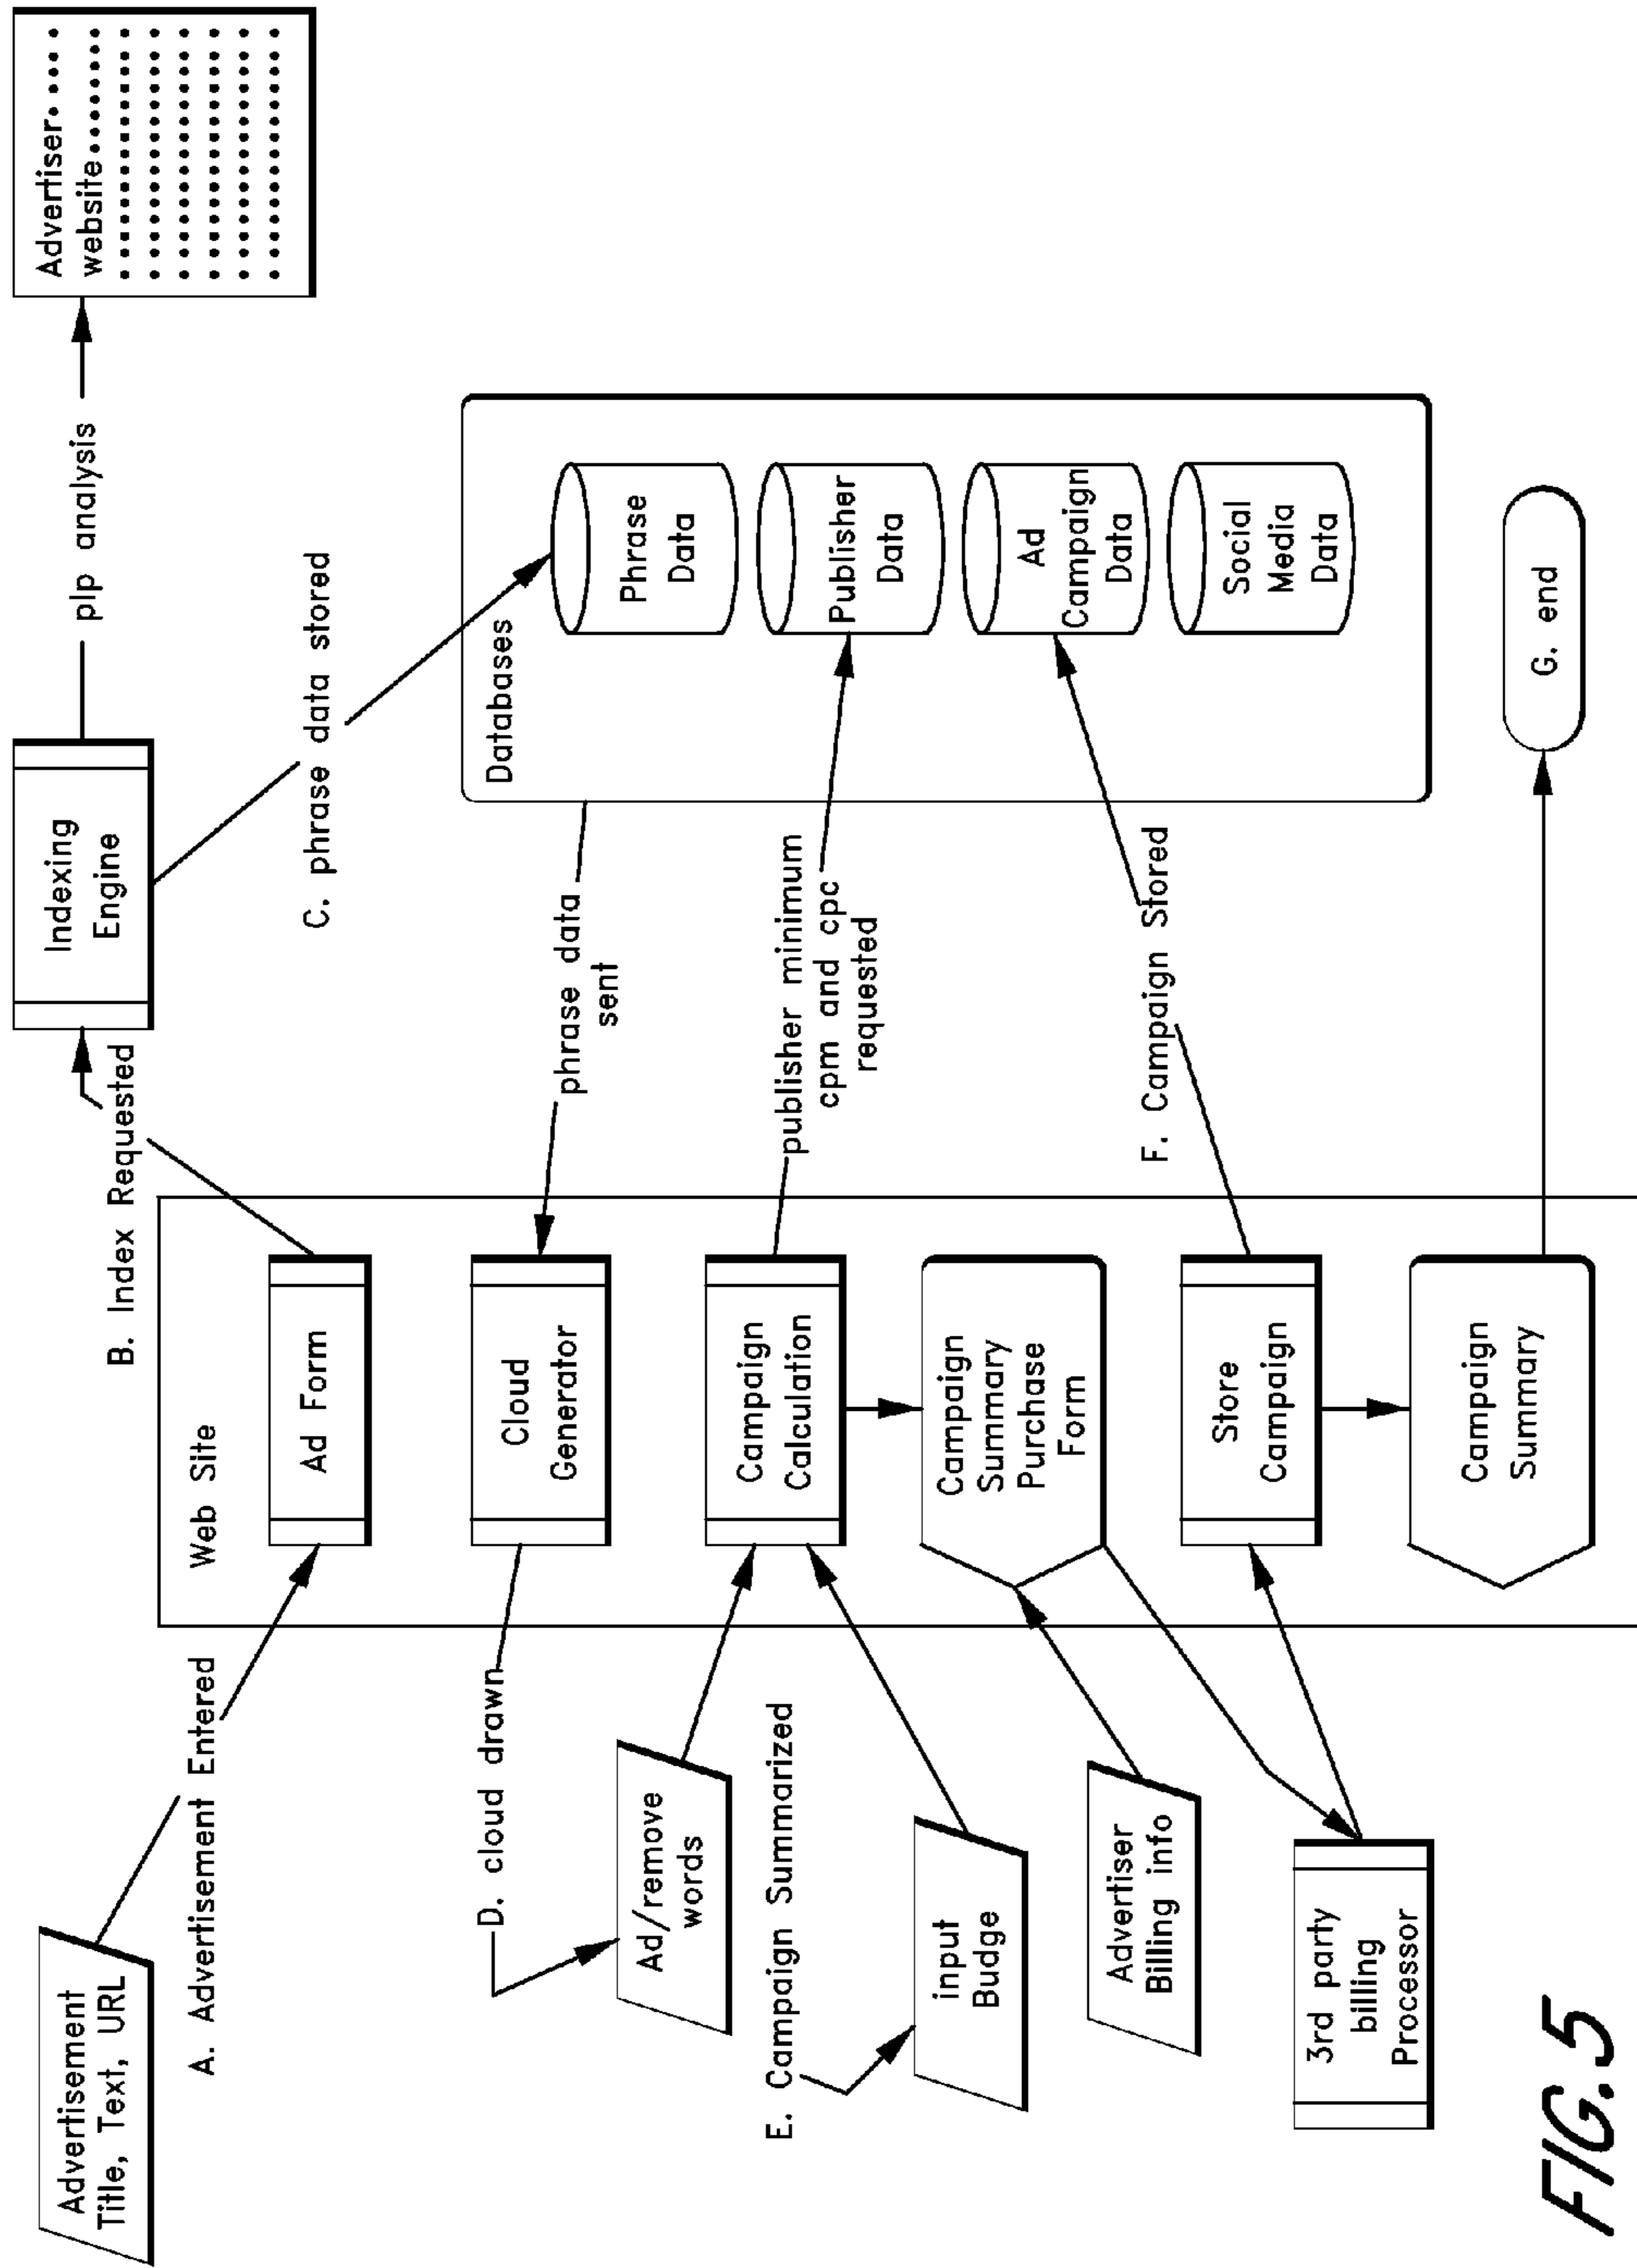 Advertisement
Title, Text, URL
A. Advertisement Entered
B. Index Requested
Indexing
Engine
plp analysis
Advertiser
website
C. phrase data stored
Web Site
Ad Form
Cloud
Generator
phrase data
sent
D. cloud drawn
Ad/remove
words
Campaign
Calculation
publisher minimum
cpm and cpc
requested
E. Campaign Summarized
input
Budge
Campaign
Summary
Purchase
Form
Advertiser
Billing info
3rd party
billing
Processor
Store
Campaign
F. Campaign Stored
Campaign
Summary
Databases
Phrase
Data
Publisher
Data
Ad
Campaign
Data
Social
Media
Data
G. end
FIG.5